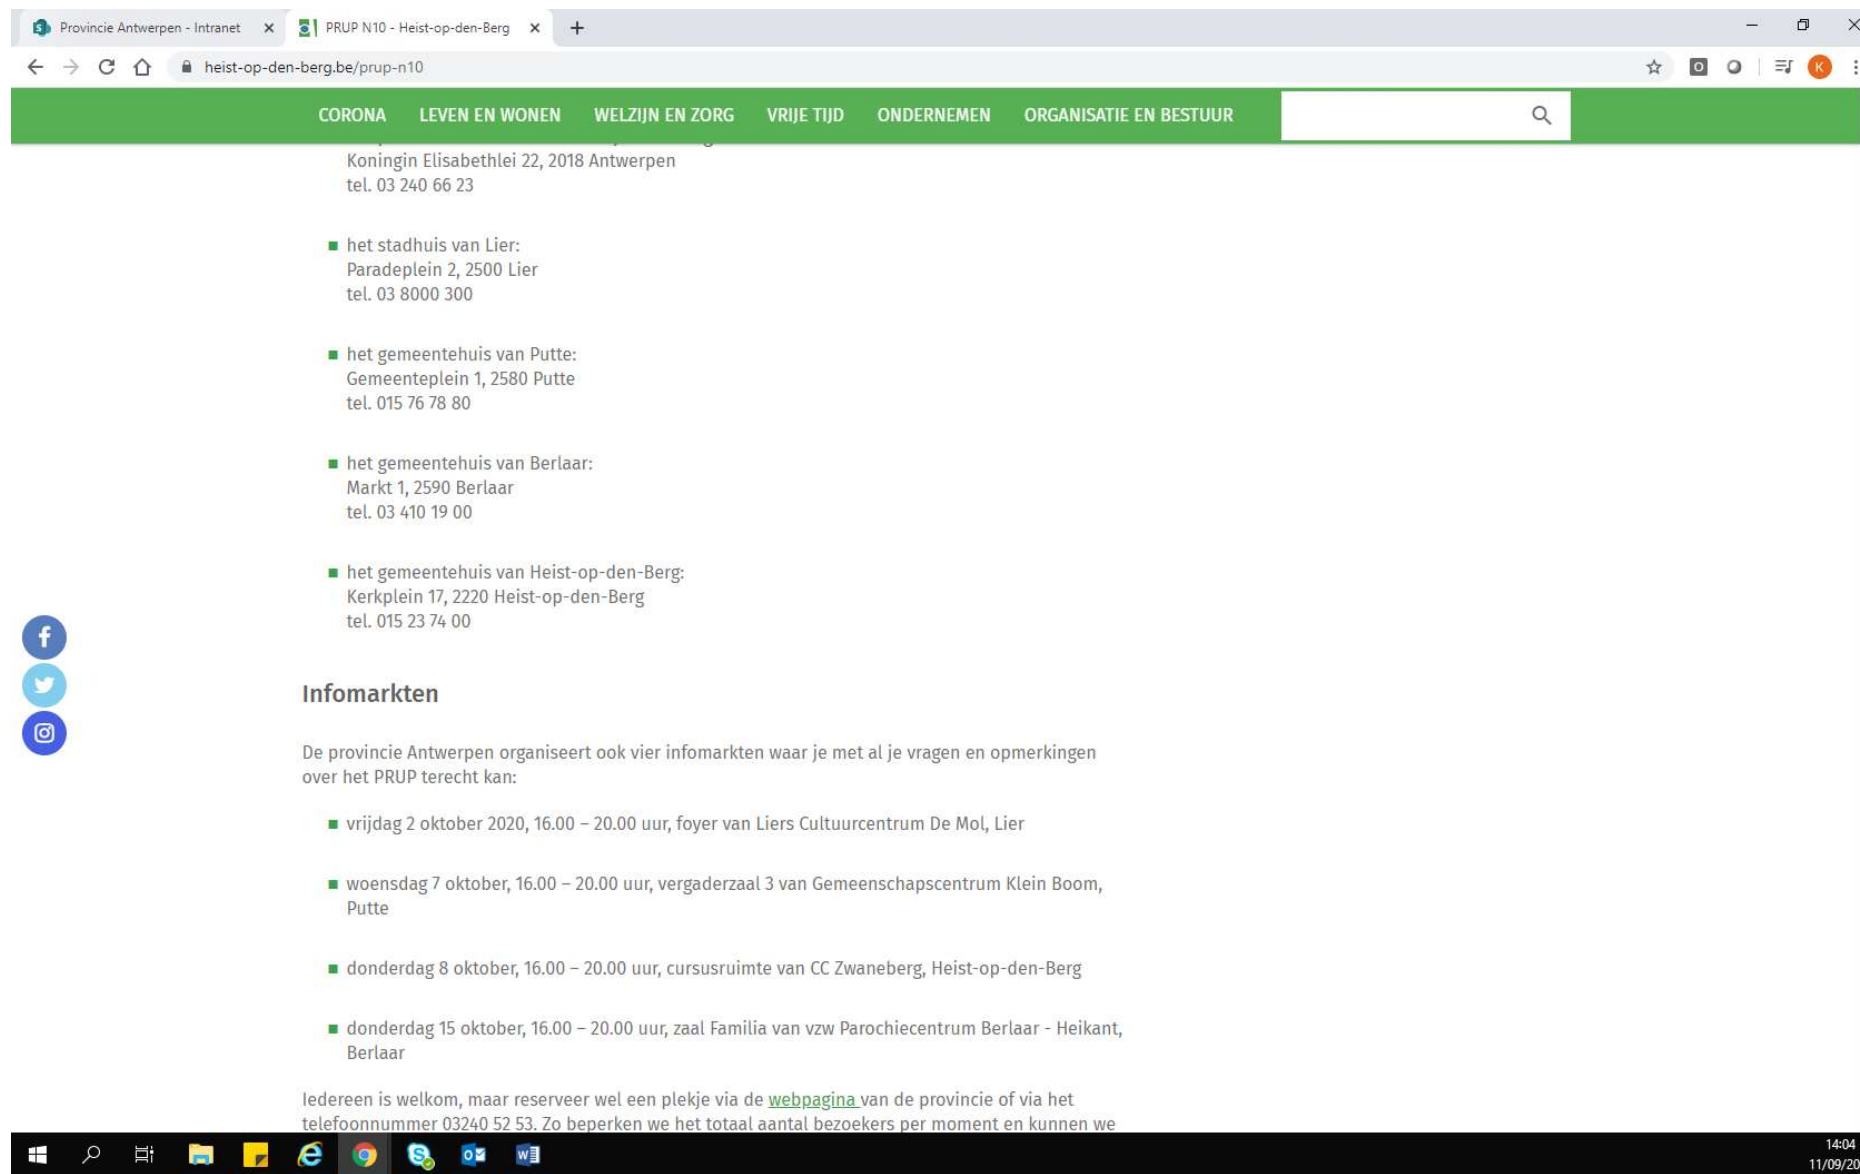 Provincie Antwerpen - Intranet
PRUP N10 - Heist-op-den-Berg
heist-op-den-berg.be/prup-n10
K
CORONA LEVEN EN WONEN WELZIJN EN ZORG VRIJE TIJD ONDERNEMEN ORGANISATIE EN BESTUUR
Koningin Elisabethlei 22, 2018 Antwerpen
tel. 03 240 66 23
het stadhuis van Lier:
Paradeplein 2, 2500 Lier
tel. 03 8000 300
het gemeentehuis van Putte:
Gemeenteplein 1, 2580 Putte
tel. 015 76 78 80
het gemeentehuis van Berlaar:
Markt 1, 2590 Berlaar
tel. 03 410 19 00
het gemeentehuis van Heist-op-den-Berg:
Kerkplein 17, 2220 Heist-op-den-Berg
tel. 015 23 74 00
Infomarkten
De provincie Antwerpen organiseert ook vier infomarkten waar je met al je vragen en opmerkingen
over het PRUP terecht kan:
vrijdag 2 oktober 2020, 16.00 – 20.00 uur, foyer van Liers Cultuurcentrum De Mol, Lier
woensdag 7 oktober, 16.00 – 20.00 uur, vergaderzaal 3 van Gemeenschapscentrum Klein Boom,
Putte
donderdag 8 oktober, 16.00 – 20.00 uur, cursusruimte van CC Zwaneberg, Heist-op-den-Berg
donderdag 15 oktober, 16.00 – 20.00 uur, zaal Familia van vzw Parochiecentrum Berlaar - Heikant,
Berlaar
Iedereen is welkom, maar reserveer wel een plekje via de webpagina van de provincie of via het
telefoonnummer 03240 52 53. Zo beperken we het totaal aantal bezoekers per moment en kunnen we
14:04
11/09/20